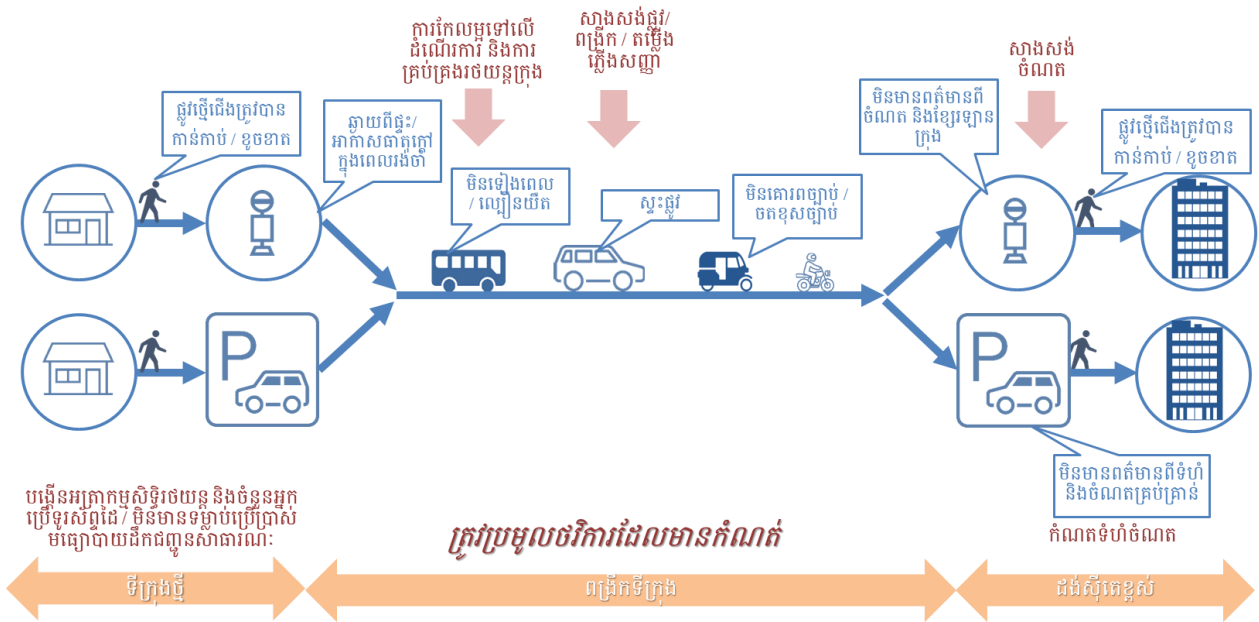 ការកែលម្អទៅលើ
ដំណើរការ និងការ
គ្រប់គ្រងរថយន្តក្រុង
សាងសង់ផ្លូវ/
ពង្រីក / តម្លើង
ភ្លើងសញ្ញា
សាងសង់
ចំណត
ផ្លូវថ្មើជើងត្រូវបាន
កាន់កាប់ / ខូចខាត
ឆ្ងាយពីផ្ទះ/
អាកាសធាតុក្តៅ
ក្នុងពេលរង់ចាំ
មិនទៀងពេល
/ ល្បឿនយឺត
ស្ទះផ្លូវ
មិនគោរពច្បាប់ /
ចតខុសច្បាប់
មិនមានពត៌មានពី
ចំណត និងខ្សែរឡាន
ក្រុង
ផ្លូវថ្មើជើងត្រូវបាន
កាន់កាប់ / ខូចខាត
P
P
មិនមានពត៌មានពីទំហំ
និងចំណតគ្រប់គ្រាន់
បង្កើនអត្រាកម្មសិទ្ធិរថយន្ត និងចំនួនអ្នក
ប្រើទូរស័ព្ទដៃ / មិនមានទម្លាប់ប្រើប្រាស់
មធ្យោបាយដឹកជញ្ជូនសាធារណៈ
ត្រូវប្រមូលថវិការដែលមានកំណត់
កំណតទំហំចំណត
ទីក្រុងថ្មី
ពង្រីកទីក្រុង
ដង់ស៊ីតេខ្ពស់